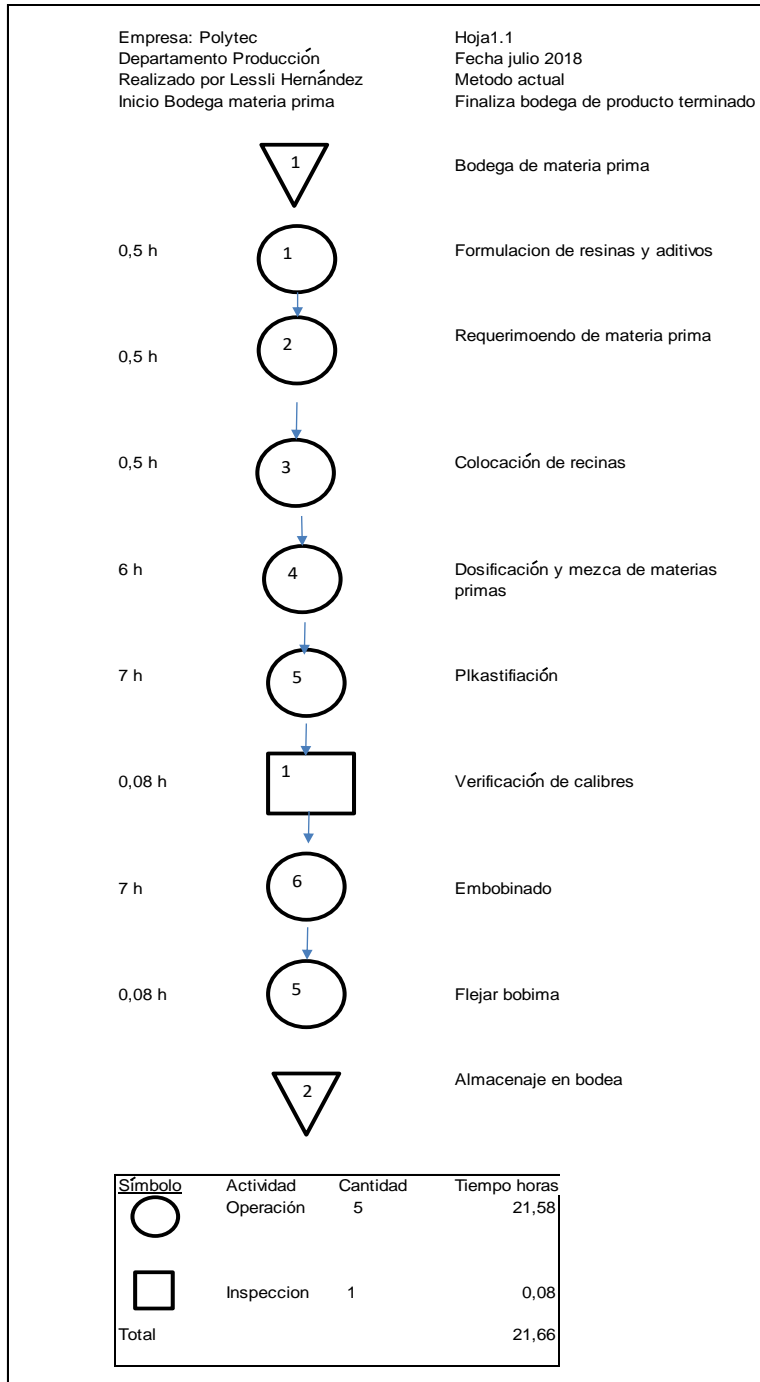 Empresa: Polytec Hoja1.1
Departamento Producción Fecha julio 2018
Realizado por Lessli Hernández Metodo actual
Inicio Bodega materia prima Finaliza bodega de producto terminado
1 Bodega de materia prima
0,5 h 1 Formulacion de resinas y aditivos
0,5 h 2 Requerimoendo de materia prima
0,5 h 3 Colocación de recinas
6 h 4 Dosificación y mezca de materias
primas
7 h 5 Plkastifiación
0,08 h 1 Verificación de calibres
7 h 6 Embobinado
0,08 h 5 Flejar bobima
2 Almacenaje en bodea
Símbolo Actividad Cantidad Tiempo horas
Operación 5 21,58
Inspeccion 1 0,08
Total 21,66